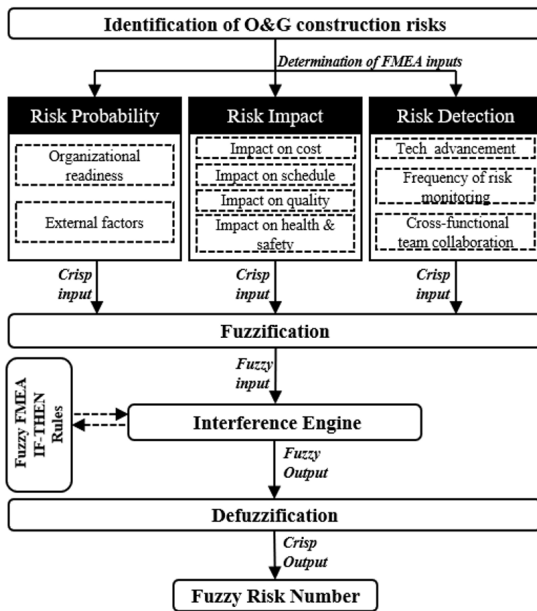 Identification of O&G construction risks
Determination of FMEA inputs
Risk Probability
Organizational
readiness
External factors
Risk Impact
Impact on cost
Impact on schedule
Impact on quality
Impact on health &
safety
Risk Detection
Tech advancement
Frequency of risk
monitoring
Cross-functional
team collaboration
Crisp
input
Crisp
input
Crisp
input
Fuzzification
Fuzzy
input
Fuzzy FMEA
IF-THEN
Rules
Interference Engine
Fuzzy
Output
Defuzzification
Crisp
Output
Fuzzy Risk Number